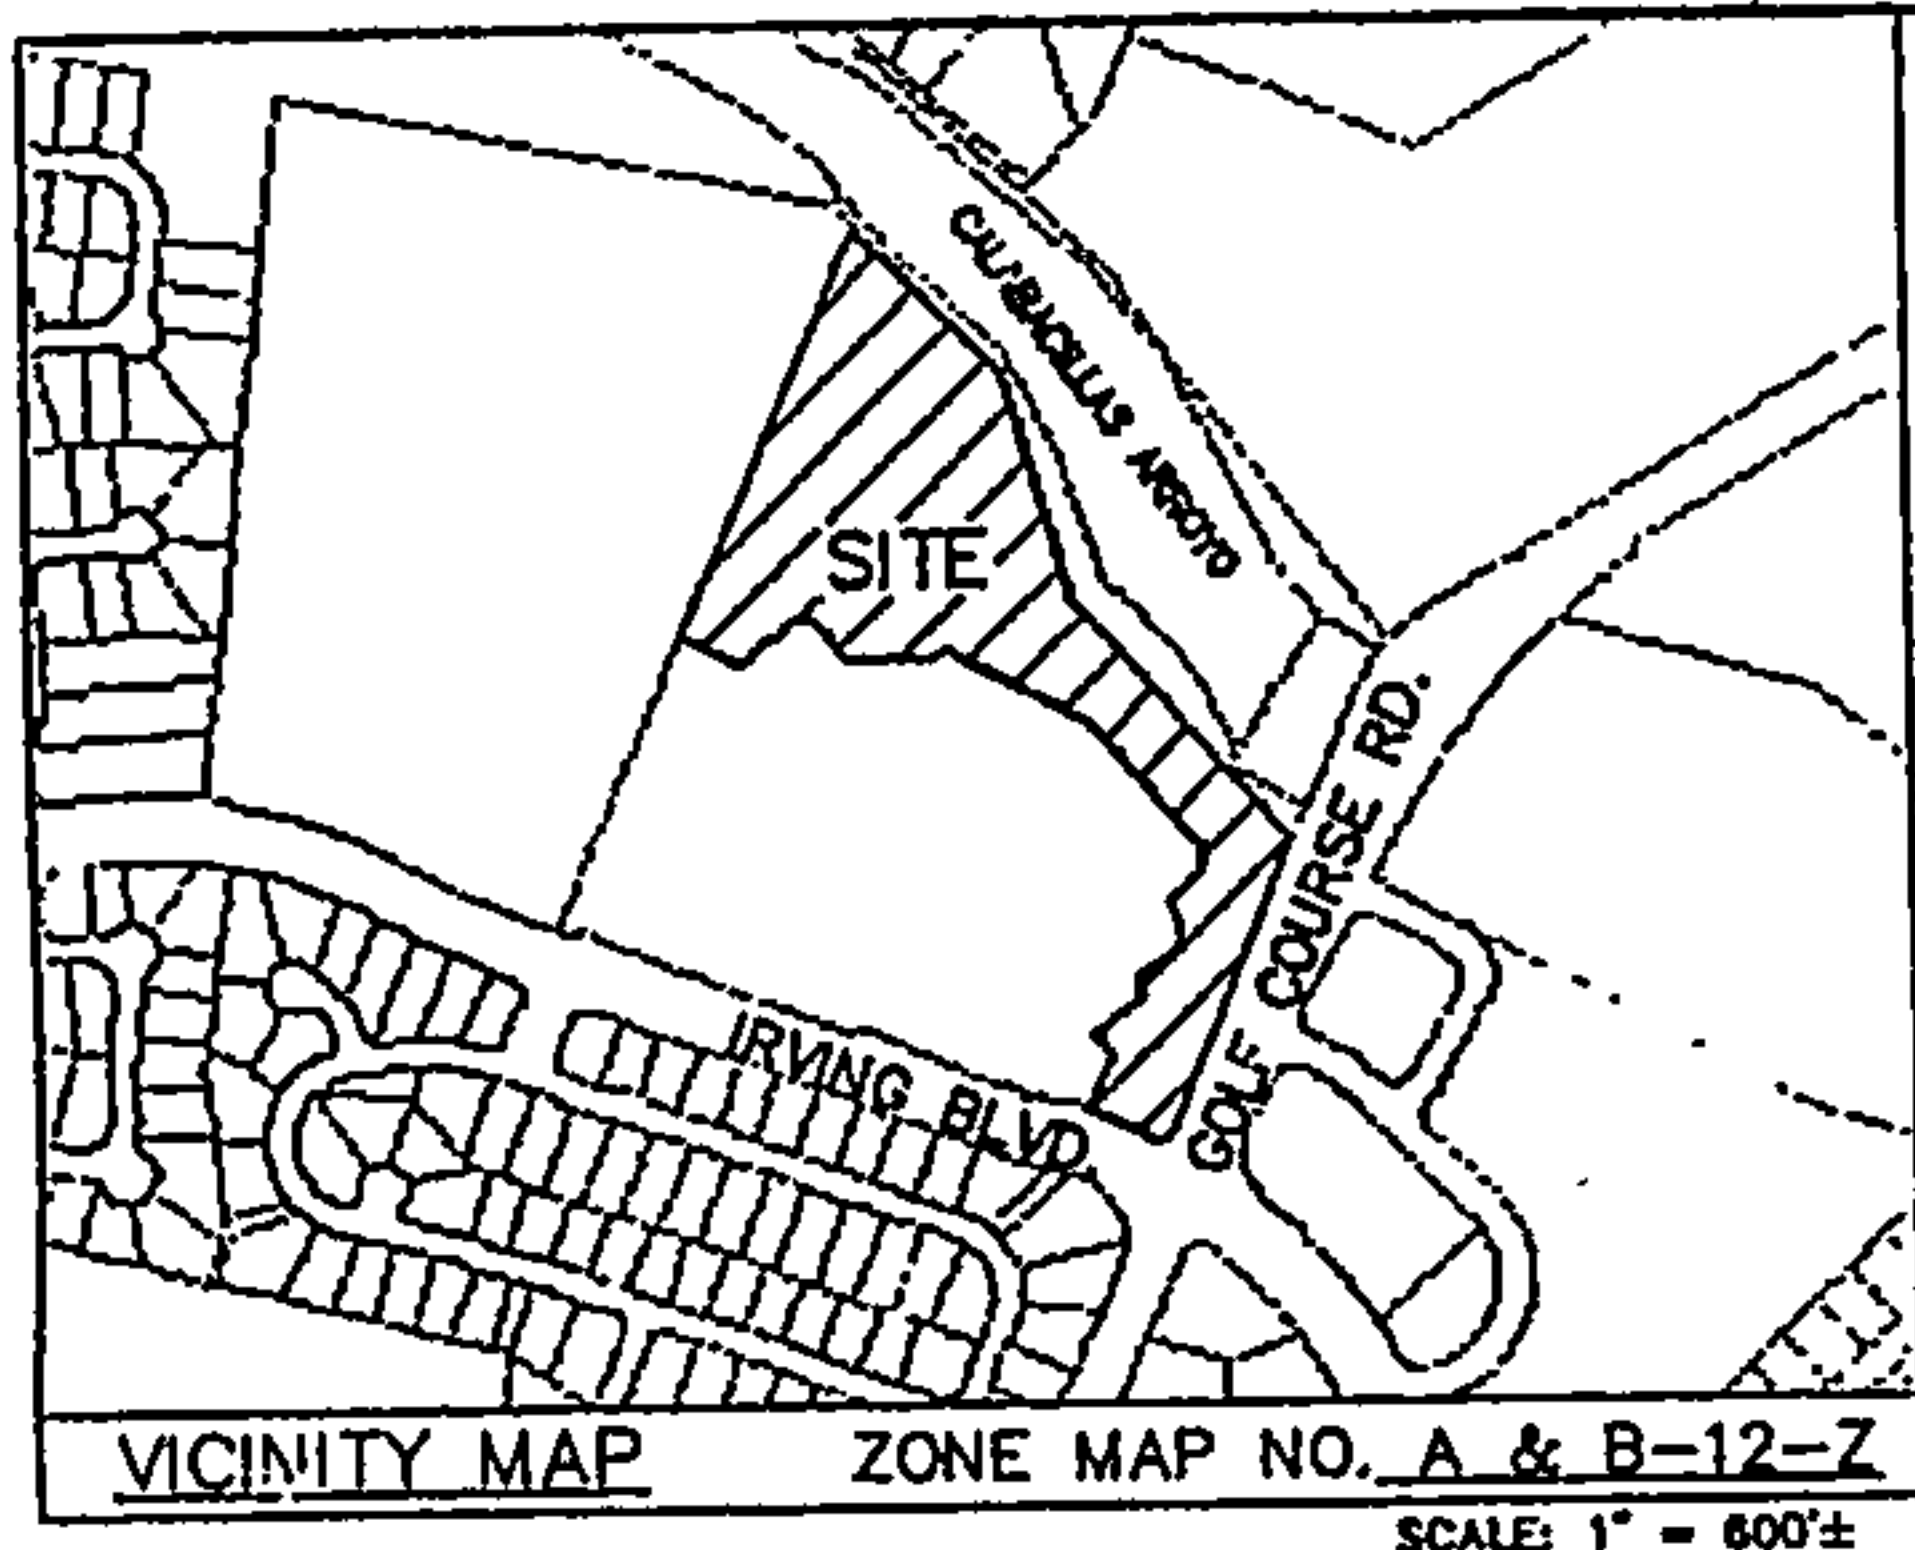 CALABACILLAS ARROYO
SITE
GOLF COURSE RD.
IRVING BLVD
VICINITY MAP ZONE MAP NO. A & B-12-Z
SCALE: 1" = 600'±